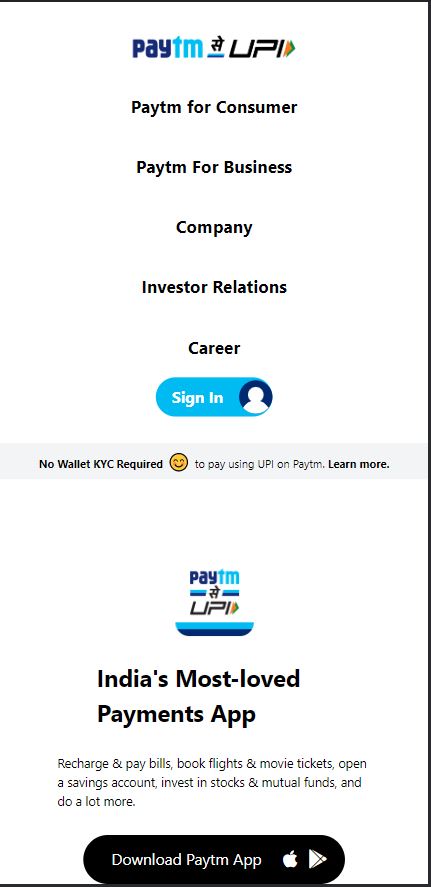 paytm से UPI
Paytm for Consumer
Paytm For Business
Company
Investor Relations
Career
Sign In
No Wallet KYC Required 😊 to pay using UPI on Paytm. Learn more.
paytm
से
UPI
India's Most-loved
Payments App
Recharge & pay bills, book flights & movie tickets, open
a savings account, invest in stocks & mutual funds, and
do a lot more.
Download Paytm App